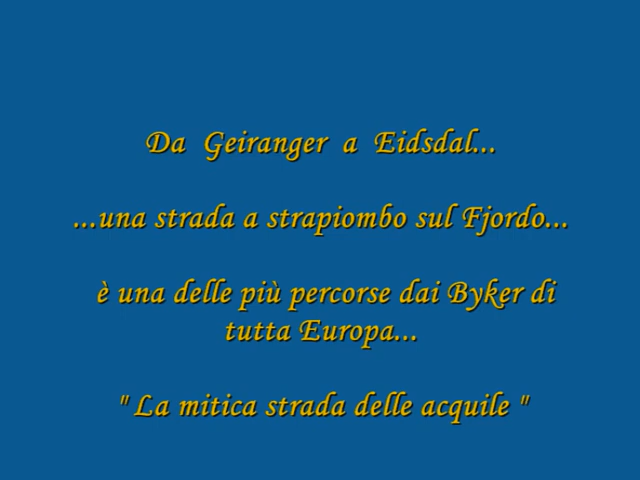 Da Geiranger a Eidsdal...
...una strada a strapiombo sul Fjordo...
è una delle più percorse dai Byker di
tutta Europa...
" La mitica strada delle acquile "